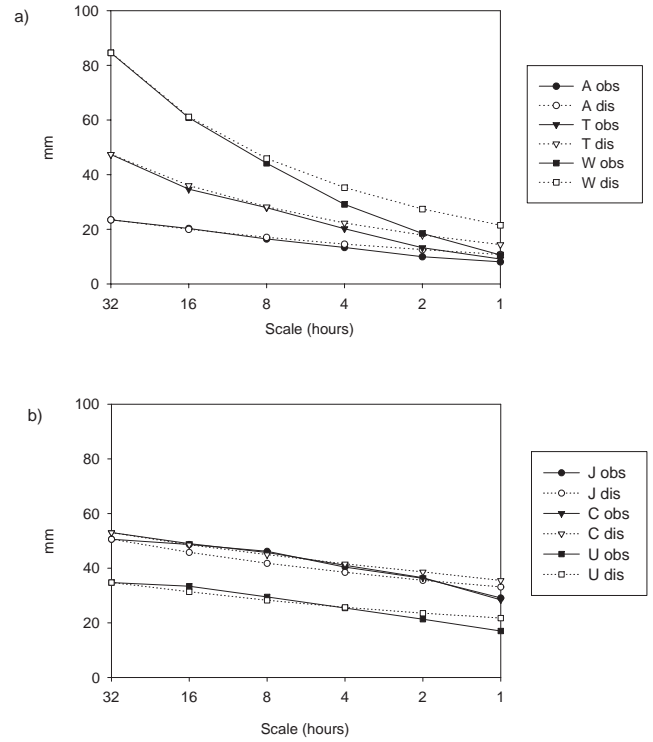 a)
100
80
60
40
20
0
mm
32 16 8 4 2 1
Scale (hours)
A obs
A dis
T obs
T dis
W obs
W dis
b)
100
80
60
40
20
0
mm
32 16 8 4 2 1
Scale (hours)
J obs
J dis
C obs
C dis
U obs
U dis